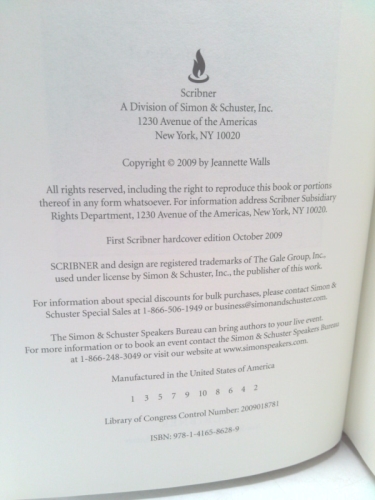 Scribner
A Division of Simon & Schuster, Inc.
1230 Avenue of the Americas
New York, NY 10020
Copyright © 2009 by Jeannette Walls
All rights reserved, including the right to reproduce this book or portions
thereof in any form whatsoever. For information address Scribner Subsidiary
Rights Department, 1230 Avenue of the Americas, New York, NY 10020.
First Scribner hardcover edition October 2009
SCRIBNER and design are registered trademarks of The Gale Group, Inc.,
used under license by Simon & Schuster, Inc., the publisher of this work.
For information about special discounts for bulk purchases, please contact Simon &
Schuster Special Sales at 1-866-506-1949 or business@simonandschuster.com.
The Simon & Schuster Speakers Bureau can bring authors to your live event.
For more information or to book an event contact the Simon & Schuster Speakers Bureau
at 1-866-248-3049 or visit our website at www.simonspeakers.com.
Manufactured in the United States of America
1 3 5 7 9 10 8 6 4 2
Library of Congress Control Number: 2009018781
ISBN: 978-1-4165-8628-9